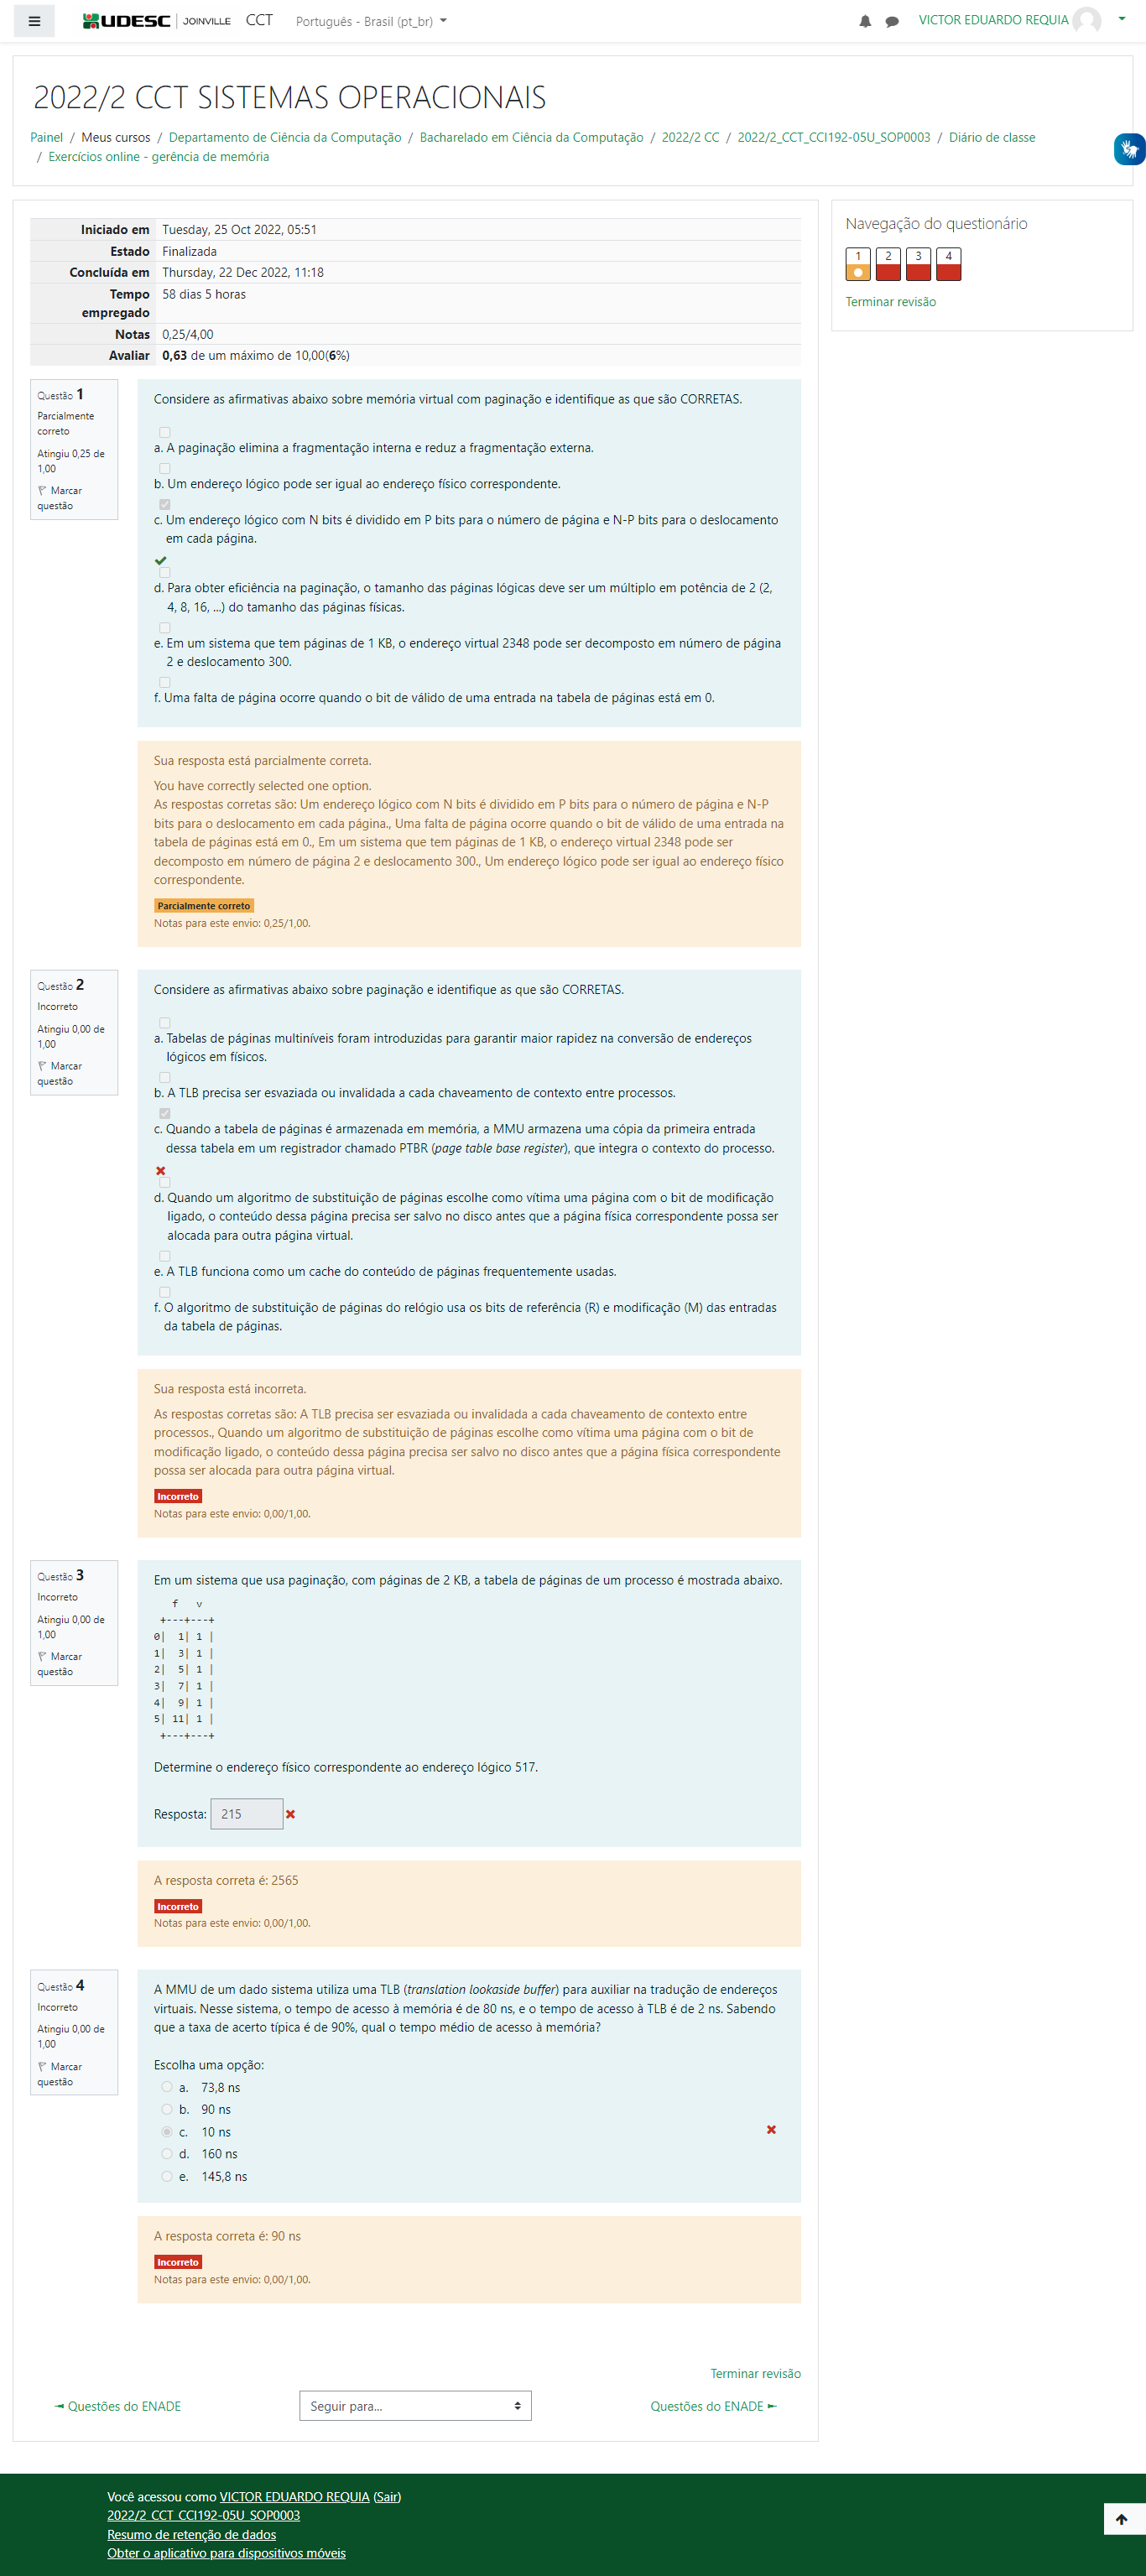 UDESC JOINVILLE CCT Português - Brasil (pt_br) VICTOR EDUARDO REQUIA
2022/2 CCT SISTEMAS OPERACIONAIS
Painel / Meus cursos / Departamento de Ciência da Computação / Bacharelado em Ciência da Computação / 2022/2 CC / 2022/2_CCT_CCI192-05U_SOP0003 / Diário de classe
/ Exercícios online - gerência de memória
Iniciado em Tuesday, 25 Oct 2022, 05:51
Estado Finalizada
Concluída em Thursday, 22 Dec 2022, 11:18
Tempo
empregado
58 dias 5 horas
Notas 0,25/4,00
Avaliar 0,63 de um máximo de 10,00(6%)
Navegação do questionário
1 2 3 4
Terminar revisão
Questão 1
Parcialmente
correto
Atingiu 0,25 de
1,00
Marcar
questão
Considere as afirmativas abaixo sobre memória virtual com paginação e identifique as que são CORRETAS.
a. A paginação elimina a fragmentação interna e reduz a fragmentação externa.
b. Um endereço lógico pode ser igual ao endereço físico correspondente.
c. Um endereço lógico com N bits é dividido em P bits para o número de página e N-P bits para o deslocamento
em cada página.
d. Para obter eficiência na paginação, o tamanho das páginas lógicas deve ser um múltiplo em potência de 2 (2,
4, 8, 16, ...) do tamanho das páginas físicas.
e. Em um sistema que tem páginas de 1 KB, o endereço virtual 2348 pode ser decomposto em número de página
2 e deslocamento 300.
f. Uma falta de página ocorre quando o bit de válido de uma entrada na tabela de páginas está em 0.
Sua resposta está parcialmente correta.
You have correctly selected one option.
As respostas corretas são: Um endereço lógico com N bits é dividido em P bits para o número de página e N-P
bits para o deslocamento em cada página., Uma falta de página ocorre quando o bit de válido de uma entrada na
tabela de páginas está em 0., Em um sistema que tem páginas de 1 KB, o endereço virtual 2348 pode ser
decomposto em número de página 2 e deslocamento 300., Um endereço lógico pode ser igual ao endereço físico
correspondente.
Parcialmente correto
Notas para este envio: 0,25/1,00.
Questão 2
Incorreto
Atingiu 0,00 de
1,00
Marcar
questão
Considere as afirmativas abaixo sobre paginação e identifique as que são CORRETAS.
a. Tabelas de páginas multiníveis foram introduzidas para garantir maior rapidez na conversão de endereços
lógicos em físicos.
b. A TLB precisa ser esvaziada ou invalidada a cada chaveamento de contexto entre processos.
c. Quando a tabela de páginas é armazenada em memória, a MMU armazena uma cópia da primeira entrada
dessa tabela em um registrador chamado PTBR (page table base register), que integra o contexto do processo.
d. Quando um algoritmo de substituição de páginas escolhe como vítima uma página com o bit de modificação
ligado, o conteúdo dessa página precisa ser salvo no disco antes que a página física correspondente possa ser
alocada para outra página virtual.
e. A TLB funciona como um cache do conteúdo de páginas frequentemente usadas.
f. O algoritmo de substituição de páginas do relógio usa os bits de referência (R) e modificação (M) das entradas
da tabela de páginas.
Sua resposta está incorreta.
As respostas corretas são: A TLB precisa ser esvaziada ou invalidada a cada chaveamento de contexto entre
processos., Quando um algoritmo de substituição de páginas escolhe como vítima uma página com o bit de
modificação ligado, o conteúdo dessa página precisa ser salvo no disco antes que a página física correspondente
possa ser alocada para outra página virtual.
Incorreto
Notas para este envio: 0,00/1,00.
Questão 3
Incorreto
Atingiu 0,00 de
1,00
Marcar
questão
Em um sistema que usa paginação, com páginas de 2 KB, a tabela de páginas de um processo é mostrada abaixo.
f v
+---+---+
0| 1| 1 |
1| 3| 1 |
2| 5| 1 |
3| 7| 1 |
4| 9| 1 |
5| 11| 1 |
+---+---+
Determine o endereço físico correspondente ao endereço lógico 517.
Resposta: 215
A resposta correta é: 2565
Incorreto
Notas para este envio: 0,00/1,00.
Questão 4
Incorreto
Atingiu 0,00 de
1,00
Marcar
questão
A MMU de um dado sistema utiliza uma TLB (translation lookaside buffer) para auxiliar na tradução de endereços
virtuais. Nesse sistema, o tempo de acesso à memória é de 80 ns, e o tempo de acesso à TLB é de 2 ns. Sabendo
que a taxa de acerto típica é de 90%, qual o tempo médio de acesso à memória?
Escolha uma opção:
a. 73,8 ns
b. 90 ns
c. 10 ns
d. 160 ns
e. 145,8 ns
A resposta correta é: 90 ns
Incorreto
Notas para este envio: 0,00/1,00.
Terminar revisão
◄ Questões do ENADE
Seguir para...
Questões do ENADE ►
Você acessou como VICTOR EDUARDO REQUIA (Sair)
2022/2_CCT_CCI192-05U_SOP0003
Resumo de retenção de dados
Obter o aplicativo para dispositivos móveis